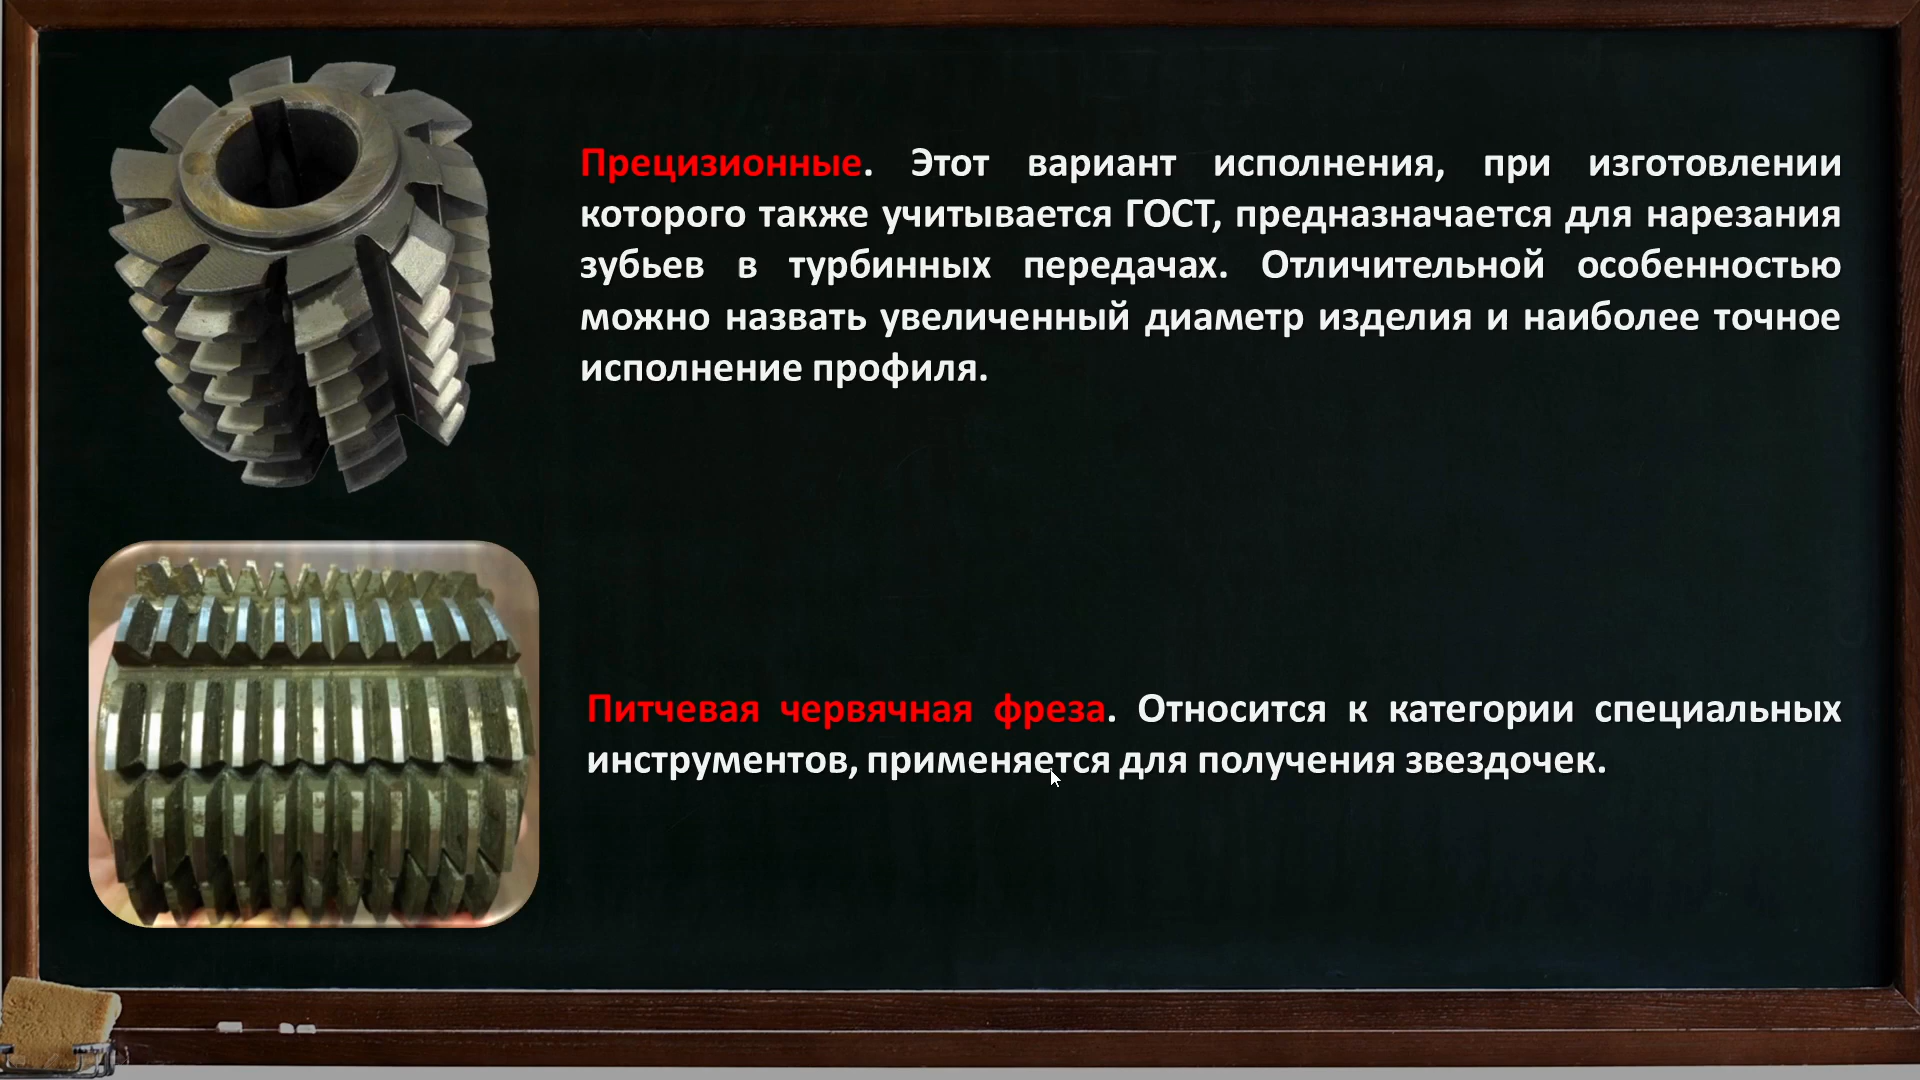 Прецизионные. Этот вариант исполнения, при изготовлении
которого также учитывается ГОСТ, предназначается для нарезания
зубьев в турбинных передачах. Отличительной особенностью
можно назвать увеличенный диаметр изделия и наиболее точное
исполнение профиля.
Питчевая червячная фреза. Относится к категории специальных
инструментов, применяется для получения звездочек.